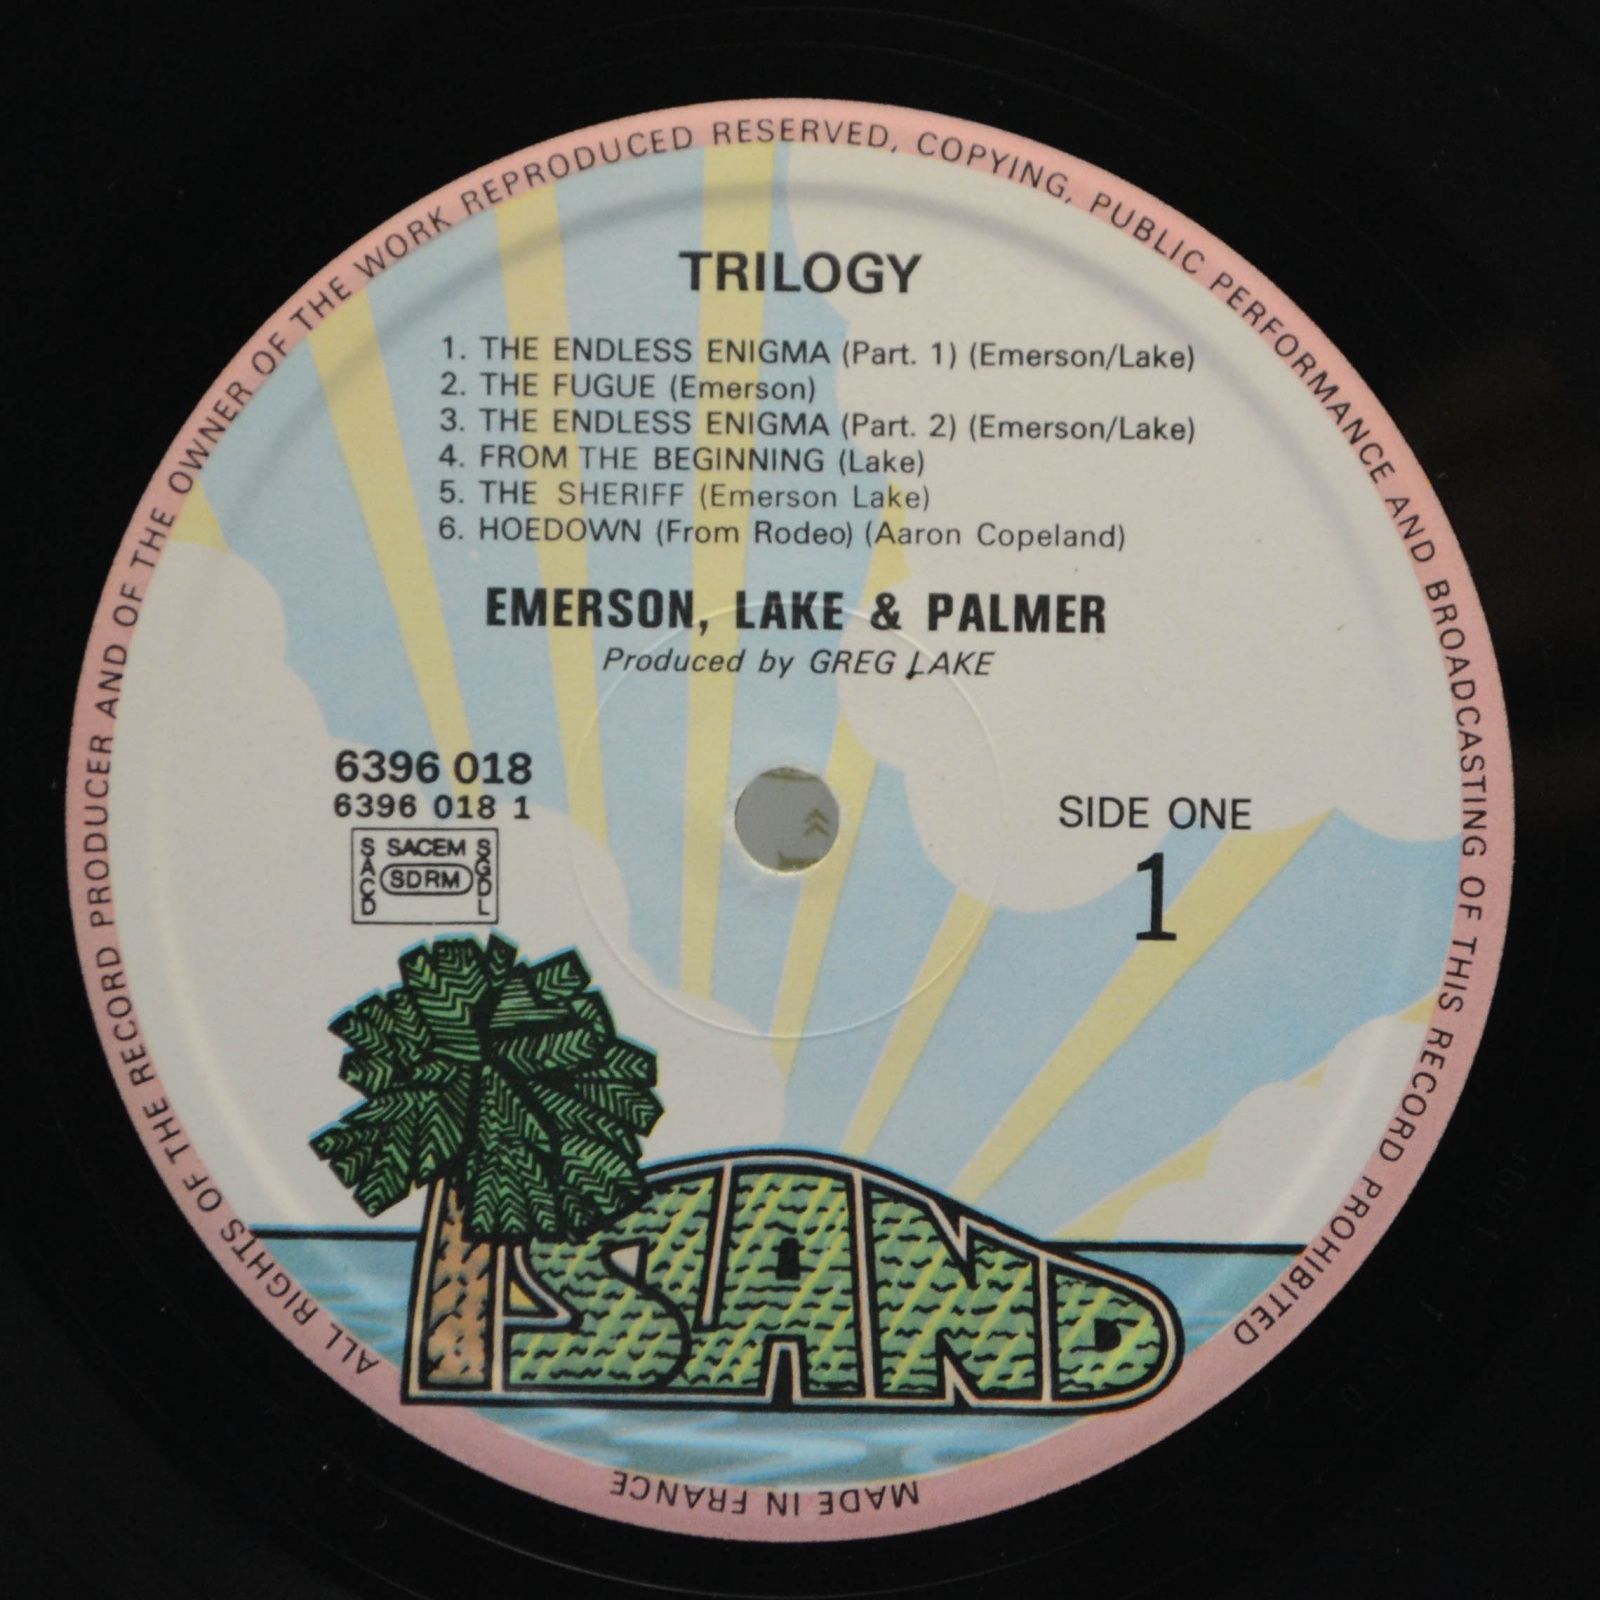 ALL RIGHTS OF THE RECORD PRODUCER AND OF THE OWNER OF THE WORK REPRODUCED RESERVED, COPYING, PUBLIC PERFORMANCE AND BROADCASTING OF THIS RECORD PROHIBITED
TRILOGY
1. THE ENDLESS ENIGMA (Part. 1) (Emerson/Lake)
2. THE FUGUE (Emerson)
3. THE ENDLESS ENIGMA (Part. 2) (Emerson/Lake)
4. FROM THE BEGINNING (Lake)
5. THE SHERIFF (Emerson Lake)
6. HOEDOWN (From Rodeo) (Aaron Copeland)
EMERSON, LAKE & PALMER
Produced by GREG LAKE
6396 018
6396 018 1
SACD
SACEM
SDRM
SGDL
SIDE ONE
1
ISLAND
MADE IN FRANCE